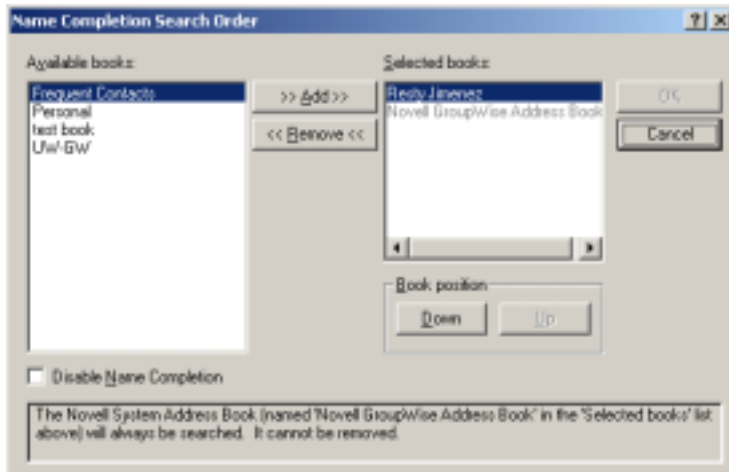 Name Completion Search Order
Available books:
Selected books:
Frequent Contacts
Personal
test book
UW-GW
>> Add >>
<< Remove <<
Resty Jimenez
Novell GroupWise Address Book
OK
Cancel
Book position
Down
Up
Disable Name Completion
The Novell System Address Book (named 'Novell GroupWise Address Book' in the 'Selected books' list
above) will always be searched. It cannot be removed.